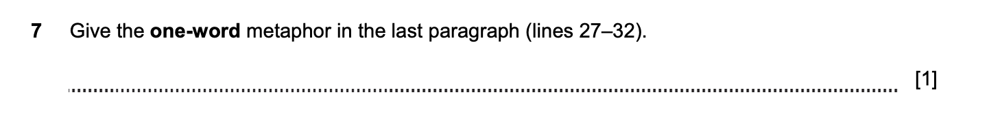 7 Give the one-word metaphor in the last paragraph (lines 27–32).
[1]